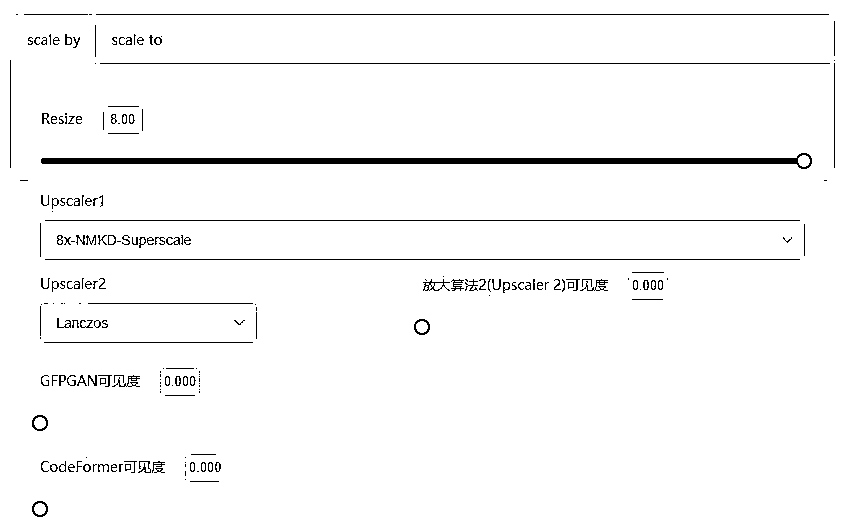 scale by scale to
Resize 8.00
Upscaler1
8x-NMKD-Superscale
Upscaler2 放大算法2(Upscaler 2)可见度 0.000
Lanczos
GFPGAN可见度 0.000
CodeFormer可见度 0.000